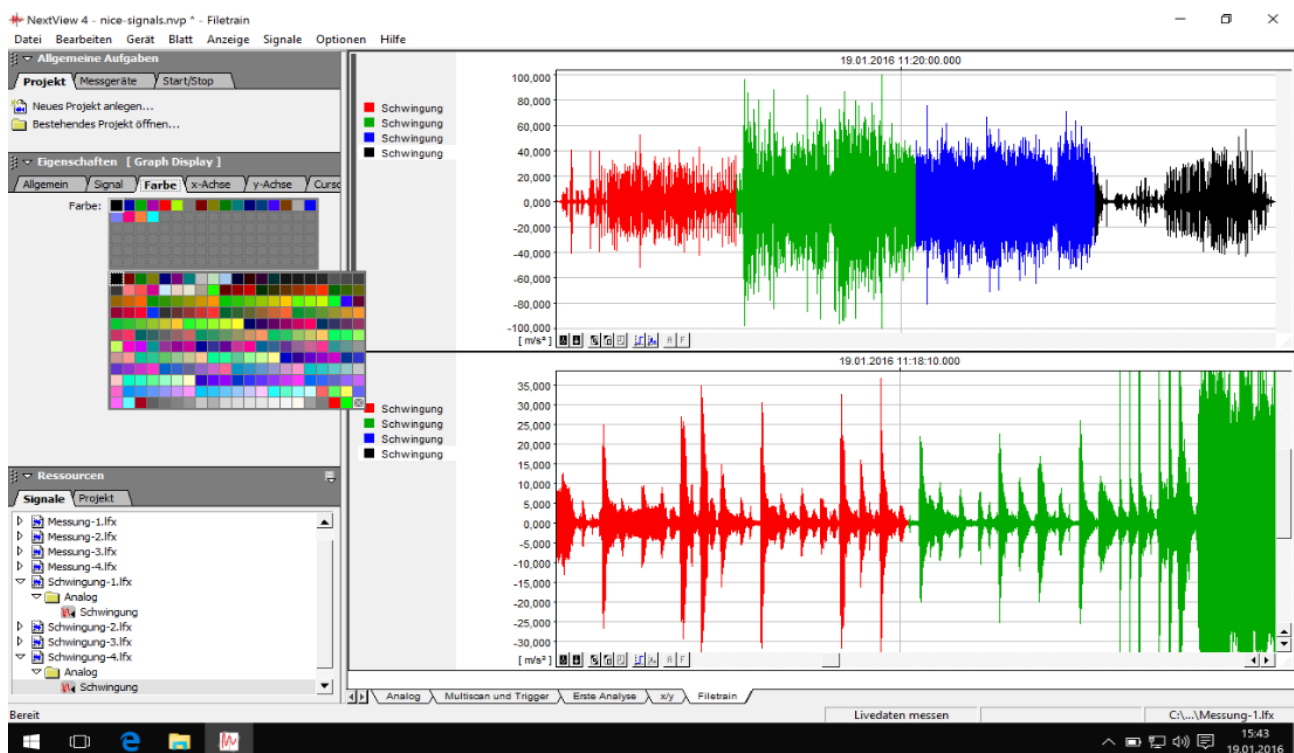 NextView 4 - nice-signals.nvp * - Filetrain
Datei Bearbeiten Gerät Blatt Anzeige Signale Optionen Hilfe
Allgemeine Aufgaben
Projekt Messgeräte Start/Stop
Neues Projekt anlegen...
Bestehendes Projekt öffnen...
Eigenschaften [ Graph Display ]
Allgemein Signal Farbe x-Achse y-Achse Curso
Farbe:
Ressourcen
Signale Projekt
Messung-1.lfx
Messung-2.lfx
Messung-3.lfx
Messung-4.lfx
Schwingung-1.lfx
Analog
Schwingung
Schwingung-2.lfx
Schwingung-3.lfx
Schwingung-4.lfx
Analog
Schwingung
19.01.2016 11:20:00.000
Schwingung
Schwingung
Schwingung
Schwingung
100,000
80,000
60,000
40,000
20,000
0,000
-20,000
-40,000
-60,000
-80,000
-100,000
[ m/s² ]
R F
19.01.2016 11:18:10.000
Schwingung
Schwingung
Schwingung
Schwingung
35,000
30,000
25,000
20,000
15,000
10,000
5,000
0,000
-5,000
-10,000
-15,000
-20,000
-25,000
-30,000
[ m/s² ]
R F
Analog Multiscan und Trigger Erste Analyse x/y Filetrain
Bereit Livedaten messen C:\...\Messung-1.lfx
15:43
19.01.2016